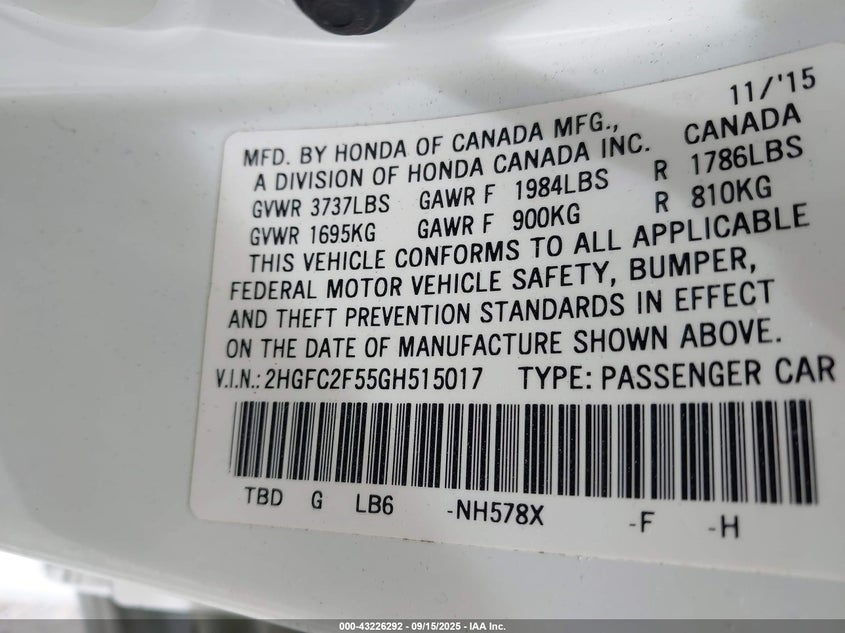 11/'15
MFD. BY HONDA OF CANADA MFG., CANADA
A DIVISION OF HONDA CANADA INC.
GVWR 3737LBS GAWR F 1984LBS R 1786LBS
GVWR 1695KG GAWR F 900KG R 810KG
THIS VEHICLE CONFORMS TO ALL APPLICABLE
FEDERAL MOTOR VEHICLE SAFETY, BUMPER,
AND THEFT PREVENTION STANDARDS IN EFFECT
ON THE DATE OF MANUFACTURE SHOWN ABOVE.
V.I.N.: 2HGFC2F55GH515017 TYPE: PASSENGER CAR
TBD G LB6 -NH578X -F -H
000-43226292 - 09/15/2025 - IAA Inc.